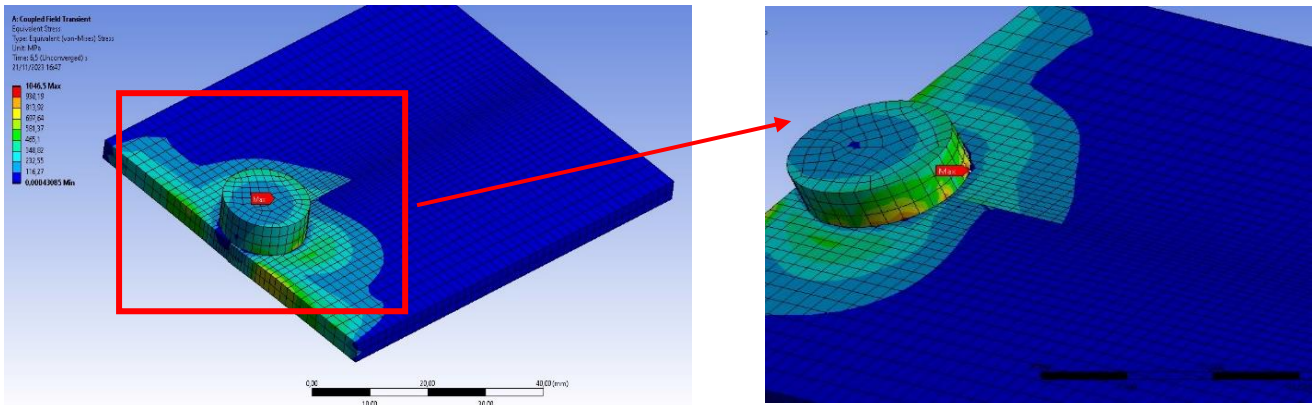 A: Coupled Field Transient
Equivalent Stress
Type: Equivalent (von-Mises) Stress
Unit: MPa
Time: 6,5 (Unconverged) s
21/11/2023 16:47
1046,5 Max
930,19
813,92
697,64
581,37
465,1
348,82
232,55
116,27
0,00043085 Min
Max
0,00
20,00
40,00 (mm)
10,00
30,00
Max